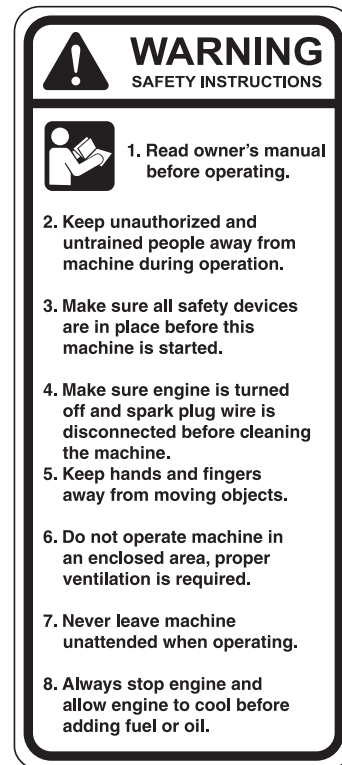 WARNING
SAFETY INSTRUCTIONS
1. Read owner's manual
before operating.
2. Keep unauthorized and
untrained people away from
machine during operation.
3. Make sure all safety devices
are in place before this
machine is started.
4. Make sure engine is turned
off and spark plug wire is
disconnected before cleaning
the machine.
5. Keep hands and fingers
away from moving objects.
6. Do not operate machine in
an enclosed area, proper
ventilation is required.
7. Never leave machine
unattended when operating.
8. Always stop engine and
allow engine to cool before
adding fuel or oil.